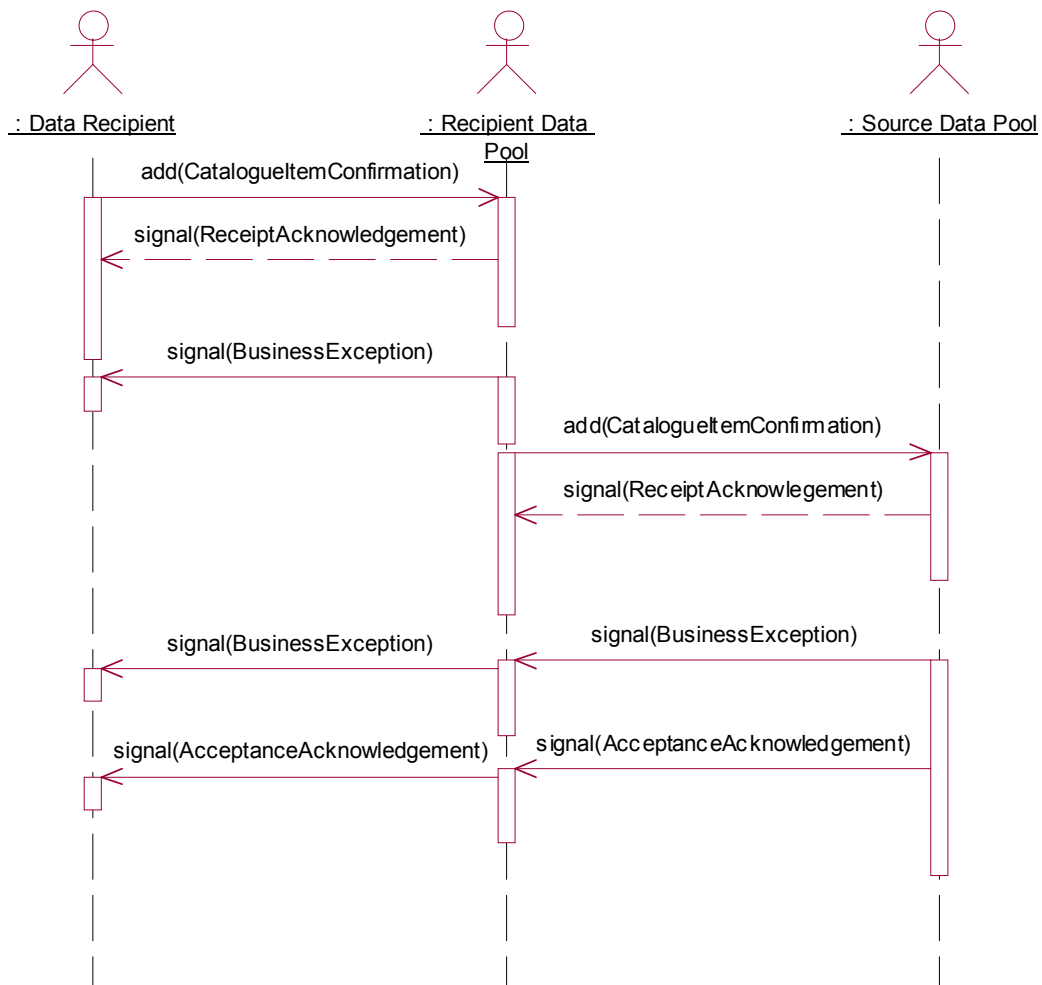 : Data Recipient
: Recipient Data
Pool
: Source Data Pool
add(CatalogueItemConfirmation)
signal(ReceiptAcknowledgement)
signal(BusinessException)
add(CatalogueItemConfirmation)
signal(ReceiptAcknowlegement)
signal(BusinessException)
signal(BusinessException)
signal(AcceptanceAcknowledgement)
signal(AcceptanceAcknowledgement)